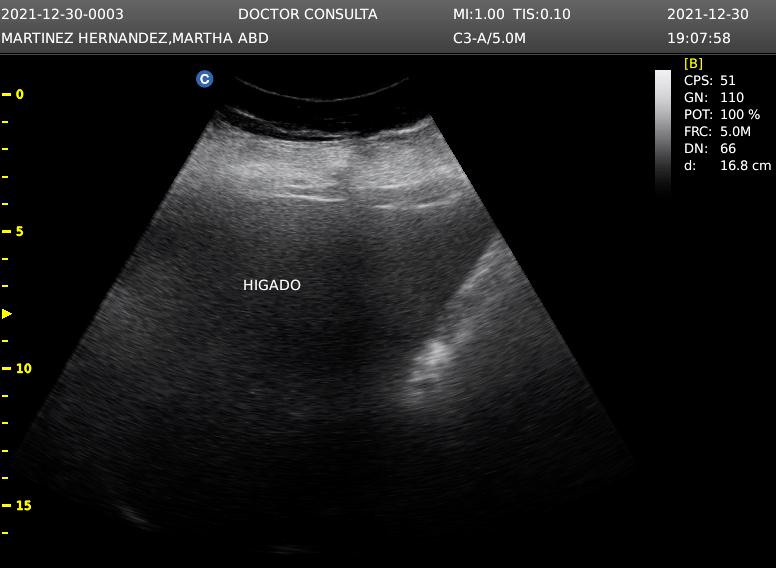 2021-12-30-0003 DOCTOR CONSULTA MI:1.00 TIS:0.10 2021-12-30
MARTINEZ HERNANDEZ,MARTHA ABD C3-A/5.0M 19:07:58
C
[B]
CPS: 51
GN: 110
POT: 100 %
FRC: 5.0M
DN: 66
d: 16.8 cm
0
5
HIGADO
10
15